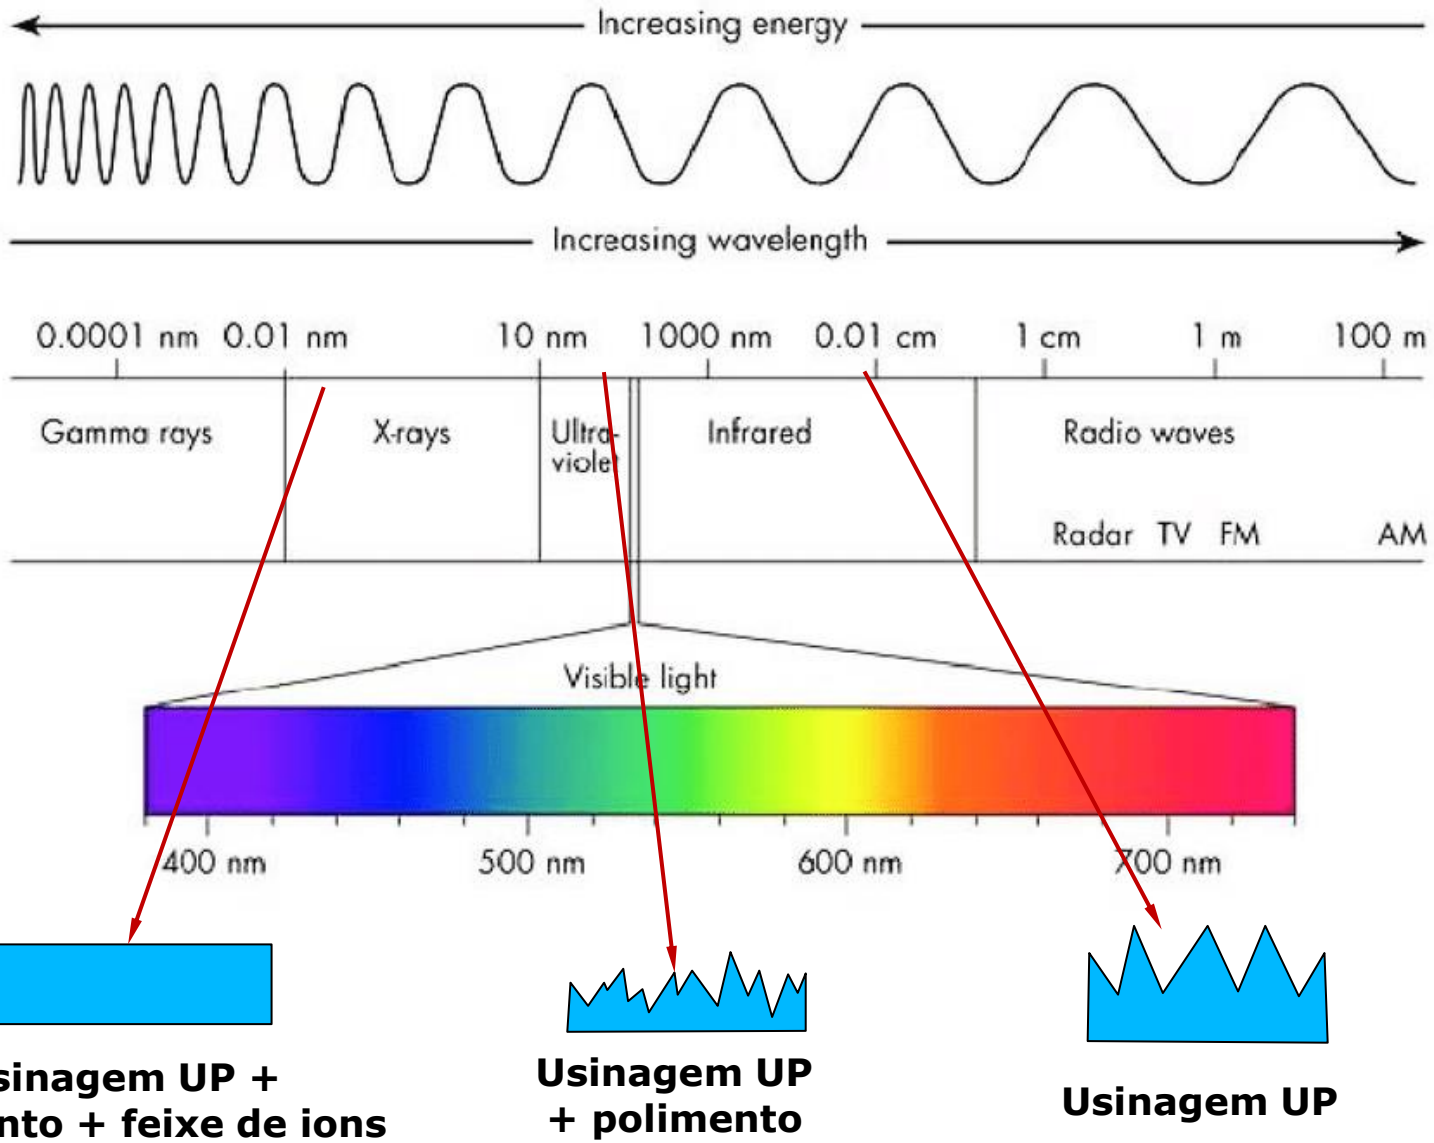 Increasing energy
Increasing wavelength
0.0001 nm 0.01 nm 10 nm 1000 nm 0.01 cm 1 cm 1 m 100 m
Gamma rays X-rays Ultra- Infrared Radio waves
violet
Radar TV FM AM
Visible light
400 nm 500 nm 600 nm 700 nm
UP +
+ feixe de ions
Usinagem UP
+ polimento
Usinagem UP